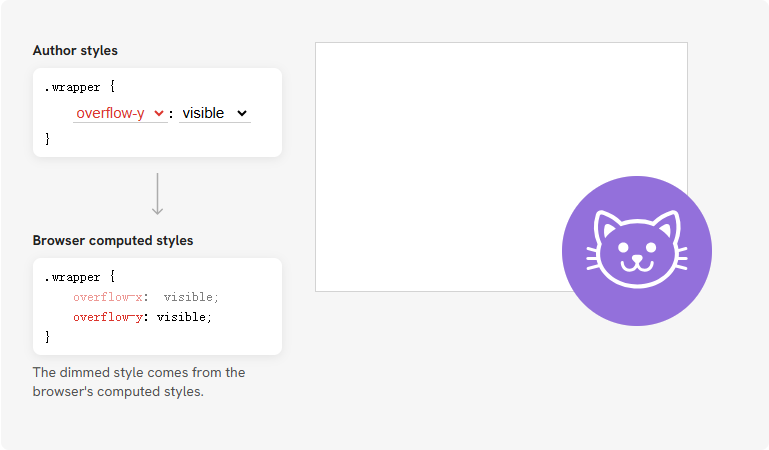 Author styles
.wrapper {
overflow-y : visible
}
Browser computed styles
.wrapper {
overflow-x: visible;
overflow-y: visible;
}
The dimmed style comes from the
browser's computed styles.